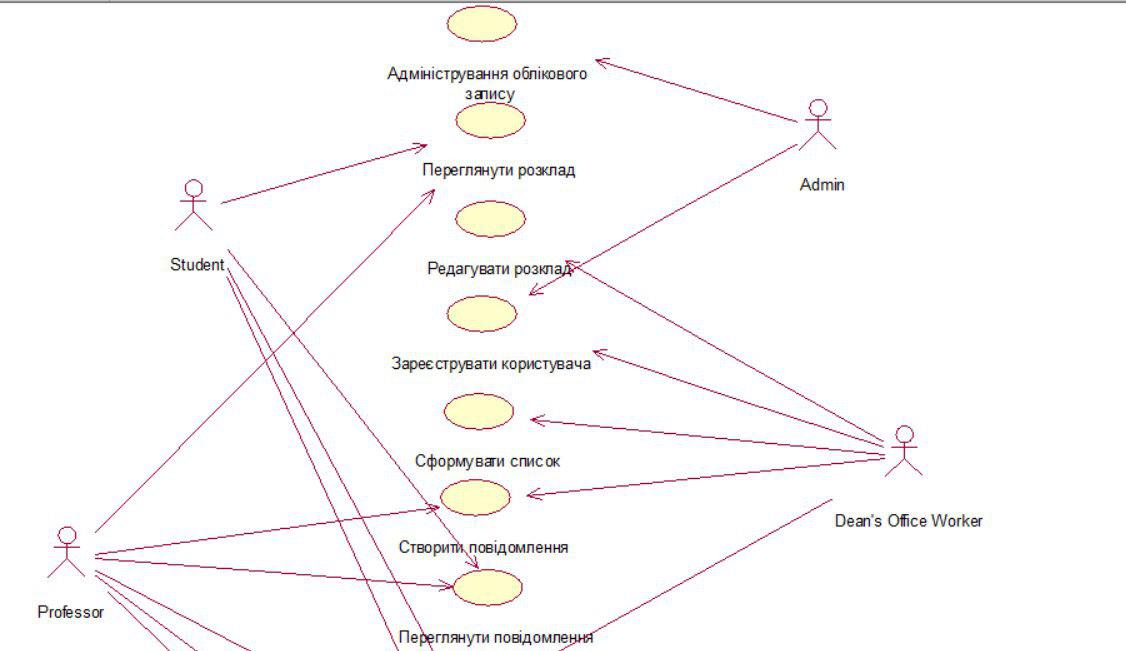 Адміністрування облікового
запису
Переглянути розклад
Admin
Student
Редагувати розклад
Зареєструвати користувача
Сформувати список
Dean's Office Worker
Створити повідомлення
Professor
Переглянути повідомлення